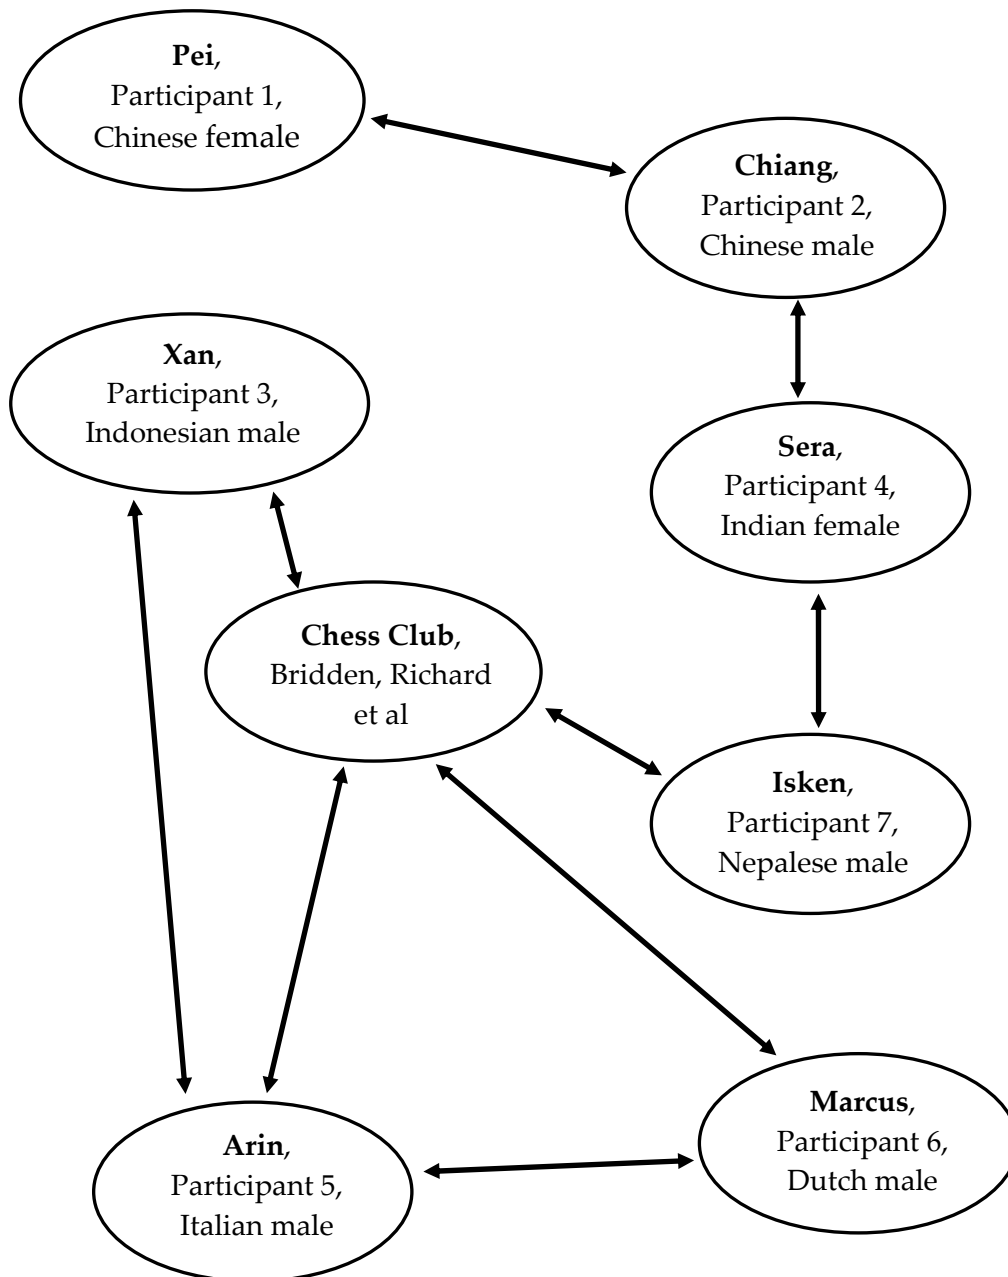 Pei,
Participant 1,
Chinese female
Chiang,
Participant 2,
Chinese male
Xan,
Participant 3,
Indonesian male
Sera,
Participant 4,
Indian female
Chess Club,
Bridden, Richard
et al
Isken,
Participant 7,
Nepalese male
Marcus,
Participant 6,
Dutch male
Arin,
Participant 5,
Italian male